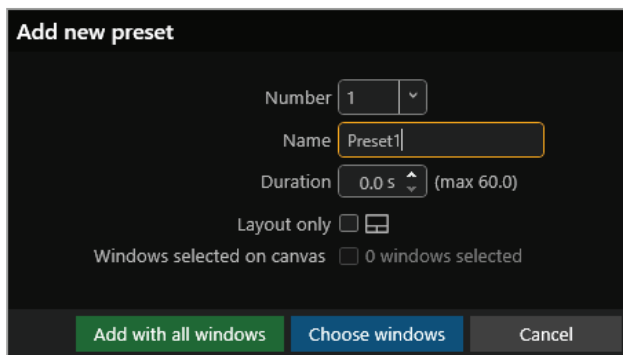 Add new preset
Number 1
Name Preset1
Duration 0.0 s (max 60.0)
Layout only
Windows selected on canvas 0 windows selected
Add with all windows Choose windows Cancel